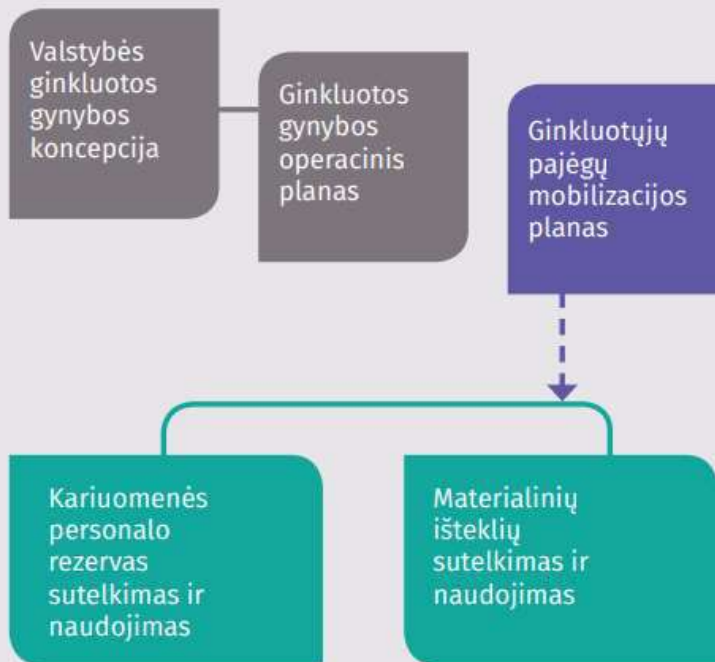 Valstybės
ginkluotos
gynybos
koncepcija
Ginkluotos
gynybos
operacinis
planas
Ginkluotųjų
pajėgų
mobilizacijos
planas
Kariuomenės
personalo
rezervas
sutelkimas ir
naudojimas
Materialinių
išteklių
sutelkimas ir
naudojimas